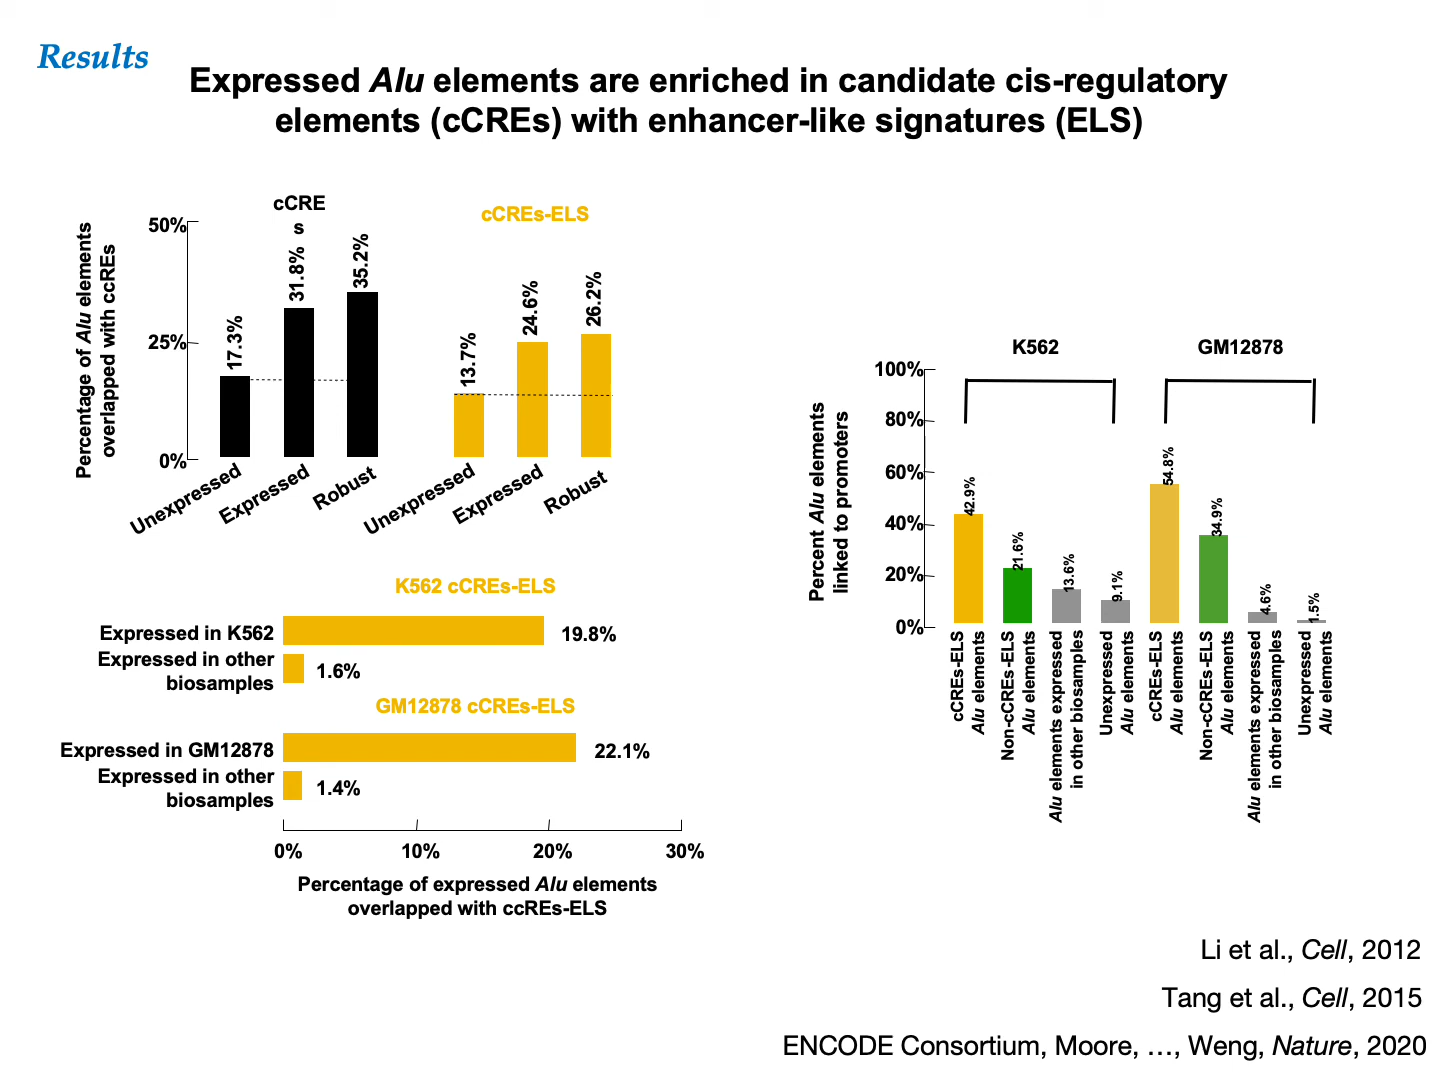 Results
Expressed Alu elements are enriched in candidate cis-regulatory
elements (cCREs) with enhancer-like signatures (ELS)
Percentage of Alu elements
overlapped with ccREs
50%
25%
0%
cCRE
s
17.3%
31.8%
35.2%
Unexpressed
Expressed
Robust
cCREs-ELS
13.7%
24.6%
26.2%
Unexpressed
Expressed
Robust
K562 cCREs-ELS
Expressed in K562
19.8%
Expressed in other
biosamples
1.6%
GM12878 cCREs-ELS
Expressed in GM12878
22.1%
Expressed in other
biosamples
1.4%
0%
10%
20%
30%
Percentage of expressed Alu elements
overlapped with ccREs-ELS
Percent Alu elements
linked to promoters
100%
80%
60%
40%
20%
0%
K562
GM12878
42.9%
21.6%
13.6%
9.1%
54.8%
34.9%
4.6%
1.5%
cCREs-ELS
Alu elements
Non-cCREs-ELS
Alu elements
Alu elements expressed
in other biosamples
Unexpressed
Alu elements
cCREs-ELS
Alu elements
Non-cCREs-ELS
Alu elements
Alu elements expressed
in other biosamples
Unexpressed
Alu elements
Li et al., Cell, 2012
Tang et al., Cell, 2015
ENCODE Consortium, Moore, …, Weng, Nature, 2020